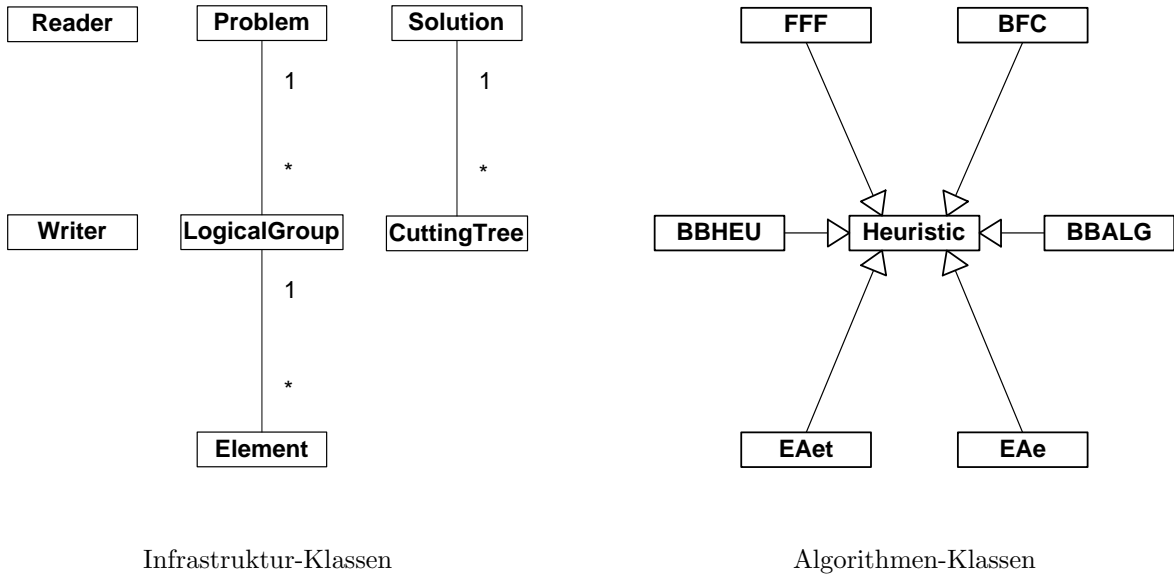 Reader
Problem
Solution
1
1
*
*
Writer
LogicalGroup
CuttingTree
1
*
Element
Infrastruktur-Klassen
FFF
BFC
BBHEU
Heuristic
BBALG
EAet
EAe
Algorithmen-Klassen